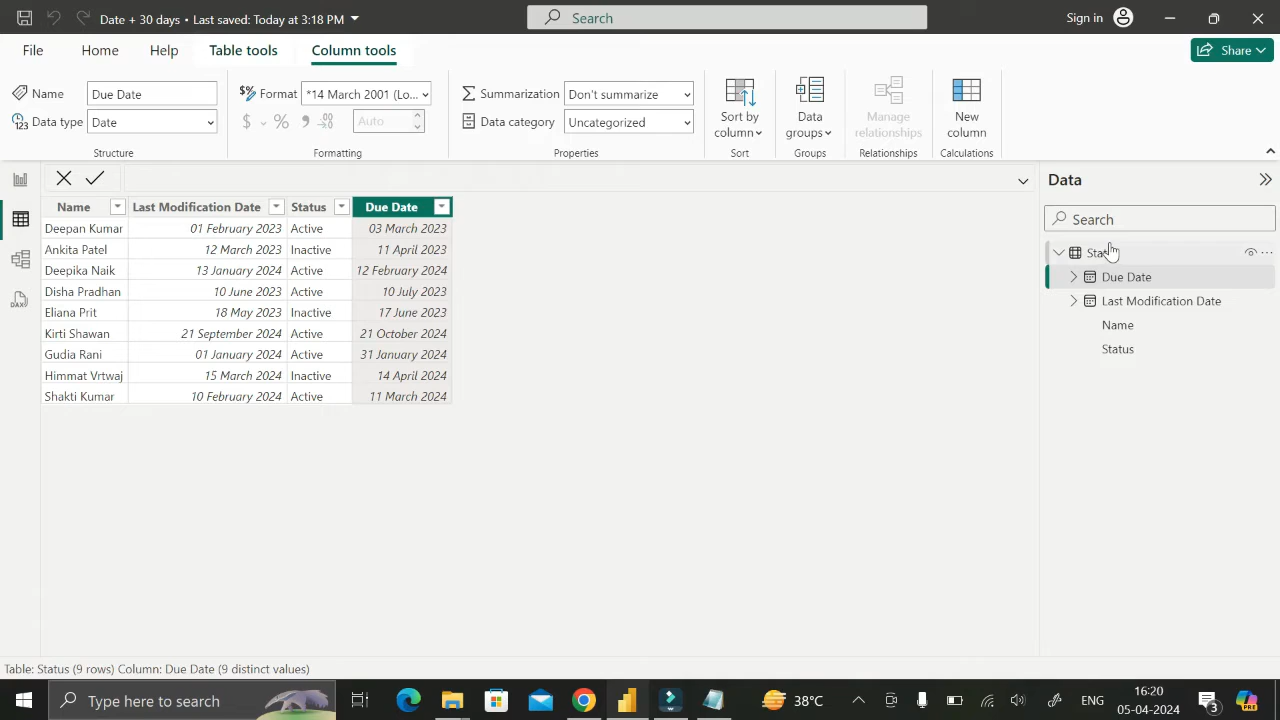 Date + 30 days • Last saved: Today at 3:18 PM
Search
Sign in
File
Home
Help
Table tools
Column tools
Share
Name
Due Date
Data type
Date
Structure
Format
*14 March 2001 (Lo...
$
%
Auto
Formatting
Summarization
Don't summarize
Data category
Uncategorized
Properties
Sort by
column
Sort
Data
groups
Groups
Manage
relationships
Relationships
New
column
Calculations
Name Last Modification Date Status Due Date
Deepan Kumar 01 February 2023 Active 03 March 2023
Ankita Patel 12 March 2023 Inactive 11 April 2023
Deepika Naik 13 January 2024 Active 12 February 2024
Disha Pradhan 10 June 2023 Active 10 July 2023
Eliana Prit 18 May 2023 Inactive 17 June 2023
Kirti Shawan 21 September 2024 Active 21 October 2024
Gudia Rani 01 January 2024 Active 31 January 2024
Himmat Vrtwaj 15 March 2024 Inactive 14 April 2024
Shakti Kumar 10 February 2024 Active 11 March 2024
Data
Search
Due Date
Last Modification Date
Name
Status
Table: Status (9 rows) Column: Due Date (9 distinct values)
Type here to search
38°C
ENG
16:20
05-04-2024
3
PRE